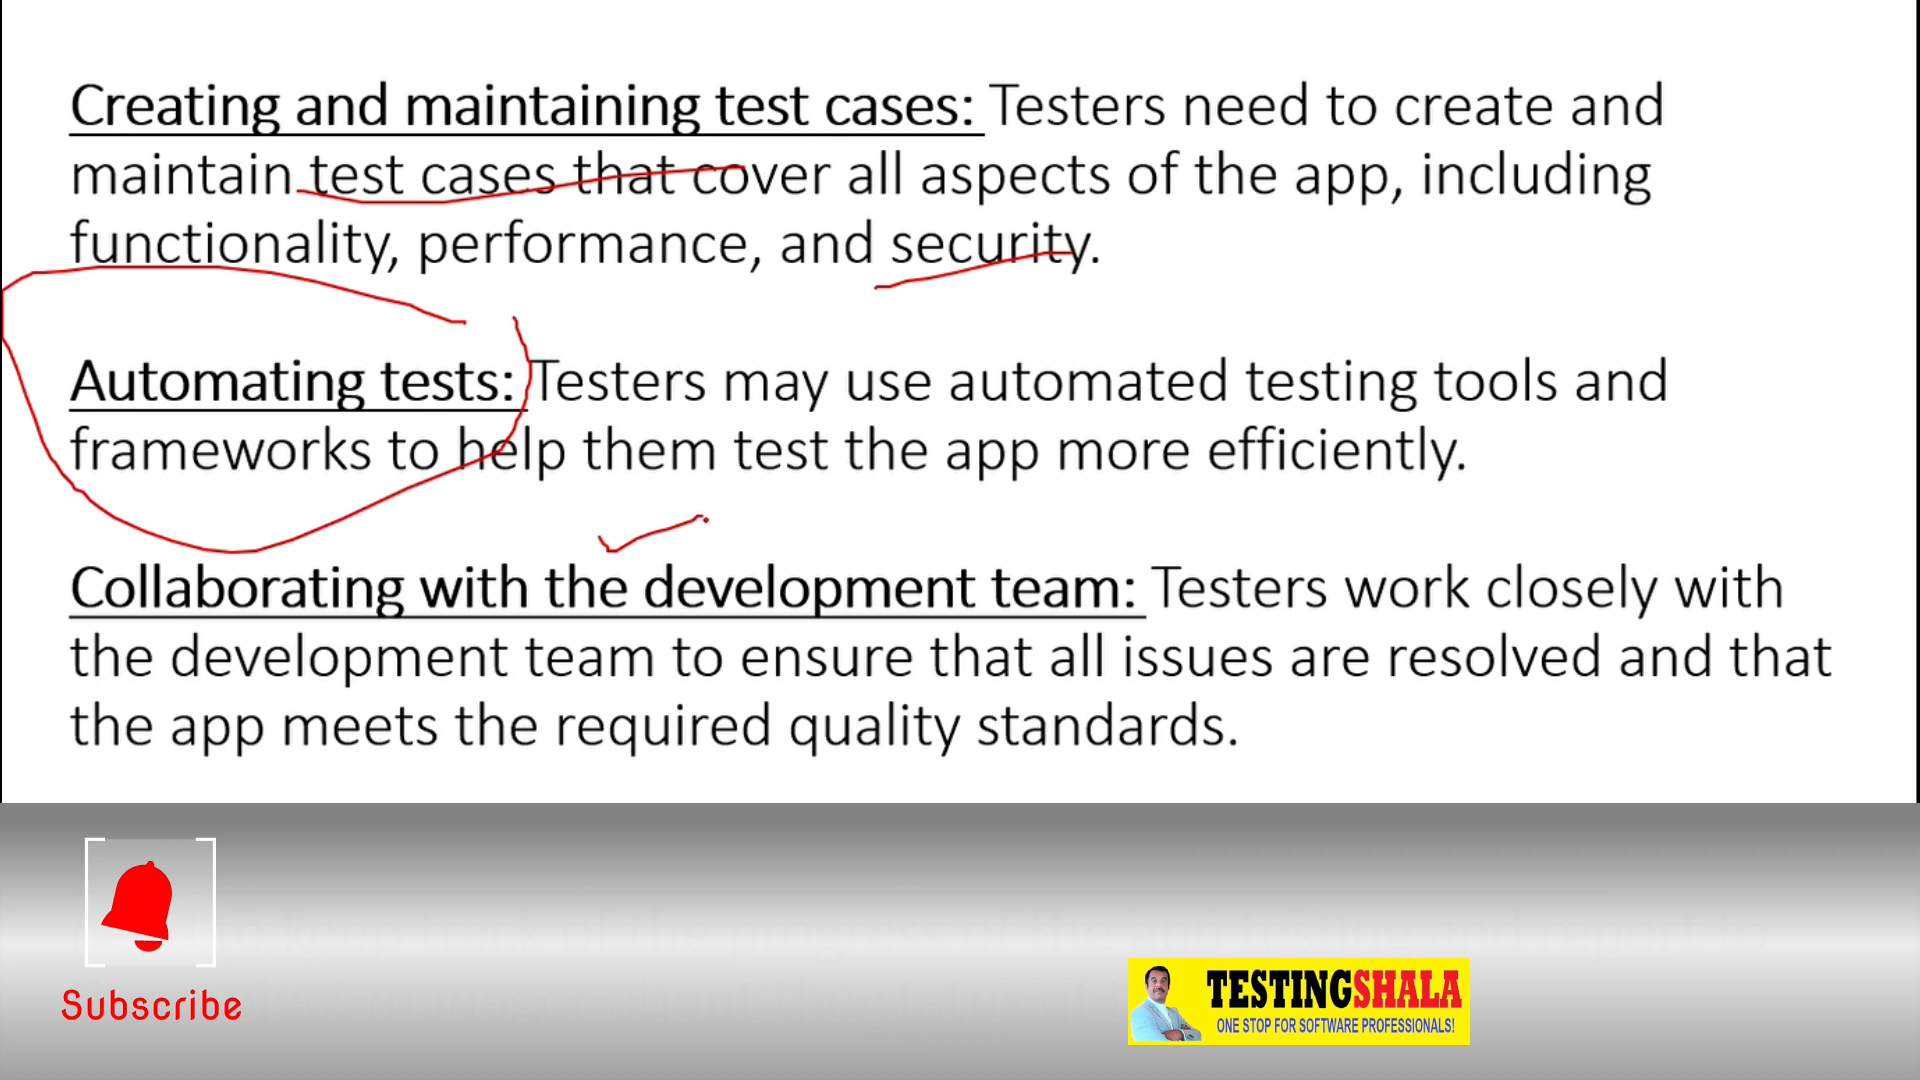 Creating and maintaining test cases: Testers need to create and
maintain test cases that cover all aspects of the app, including
functionality, performance, and security.
Automating tests: Testers may use automated testing tools and
frameworks to help them test the app more efficiently.
Collaborating with the development team: Testers work closely with
the development team to ensure that all issues are resolved and that
the app meets the required quality standards.
Subscribe
TESTINGSHALA
ONE STOP FOR SOFTWARE PROFESSIONALS!